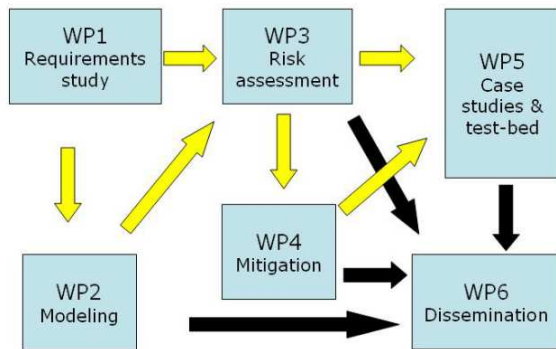 WP1
Requirements
study
WP3
Risk
assessment
WP5
Case
studies &
test-bed
WP2
Modeling
WP4
Mitigation
WP6
Dissemination